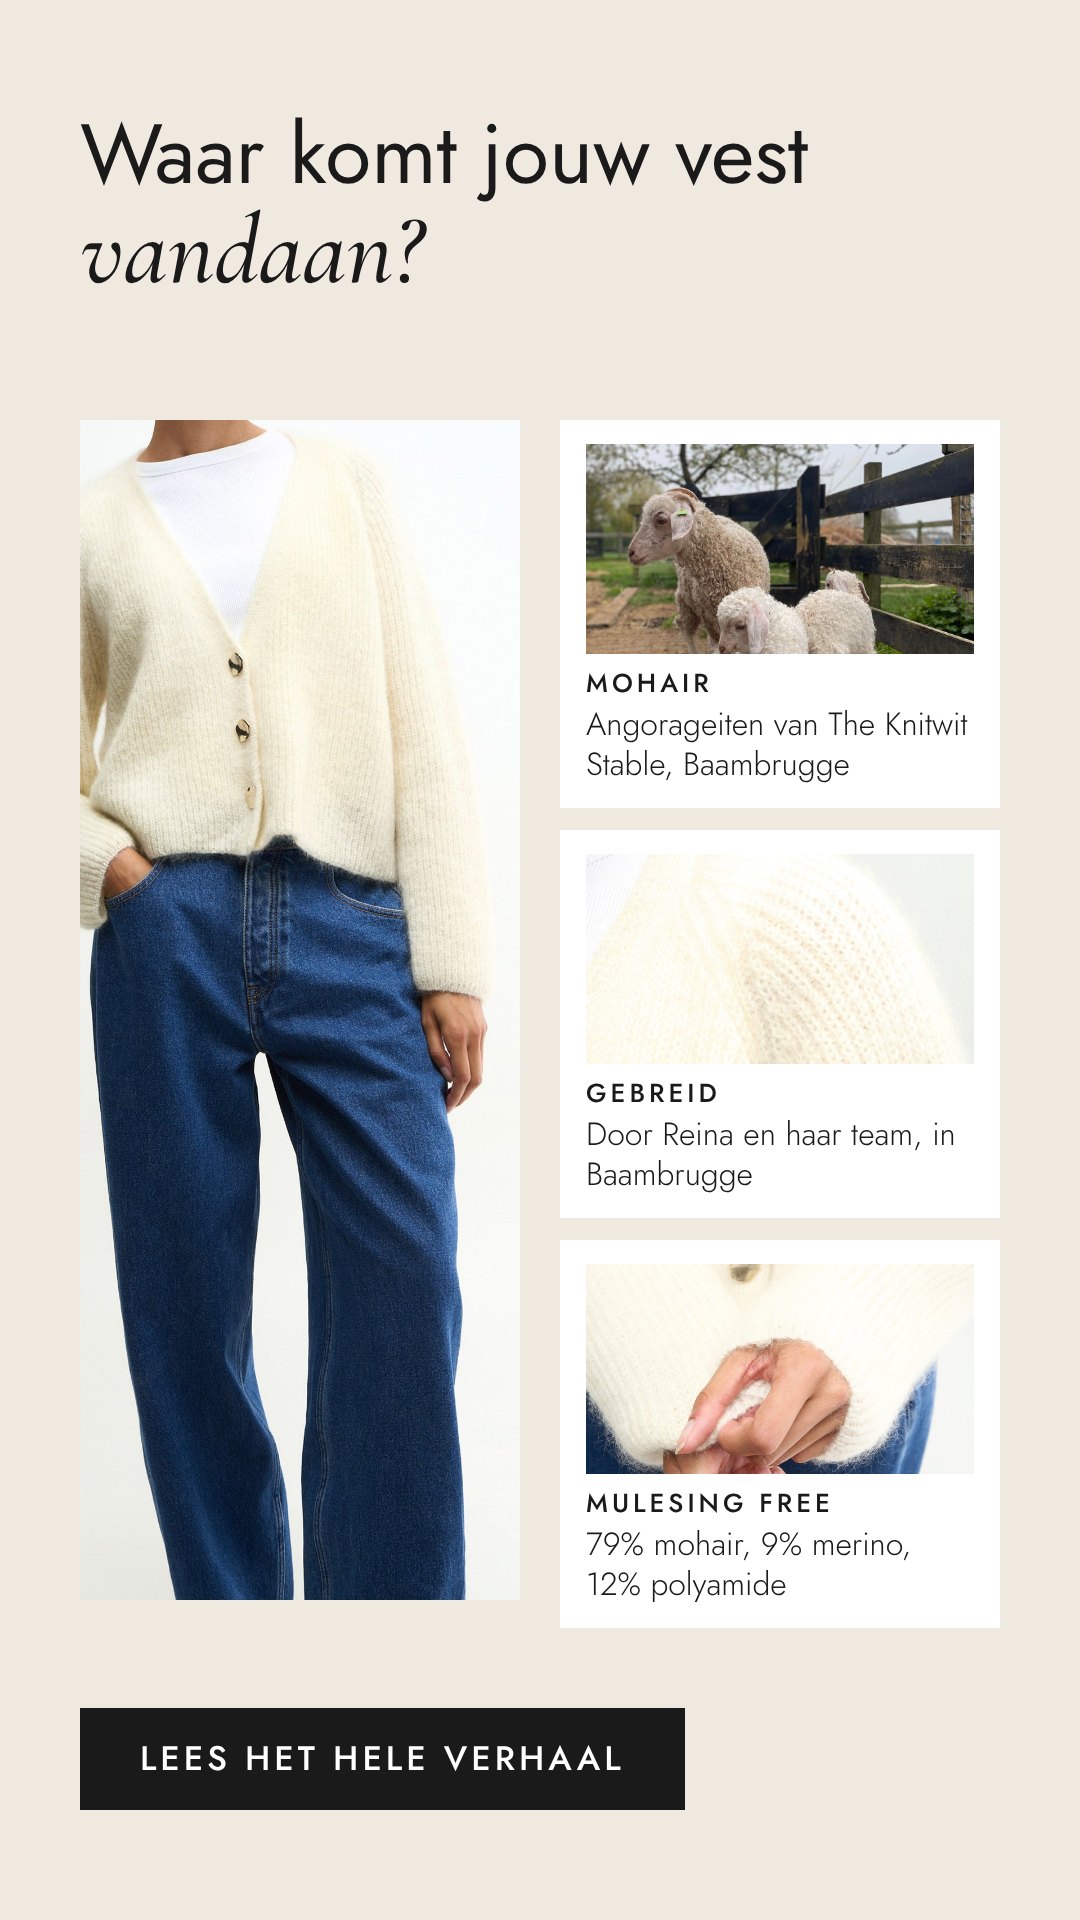 Waar komt jouw vest
vandaan?
MOHAIR
Angorageiten van The Knitwit
Stable, Baambrugge
GEBREID
Door Reina en haar team, in
Baambrugge
MULESING FREE
79% mohair, 9% merino,
12% polyamide
LEES HET HELE VERHAAL